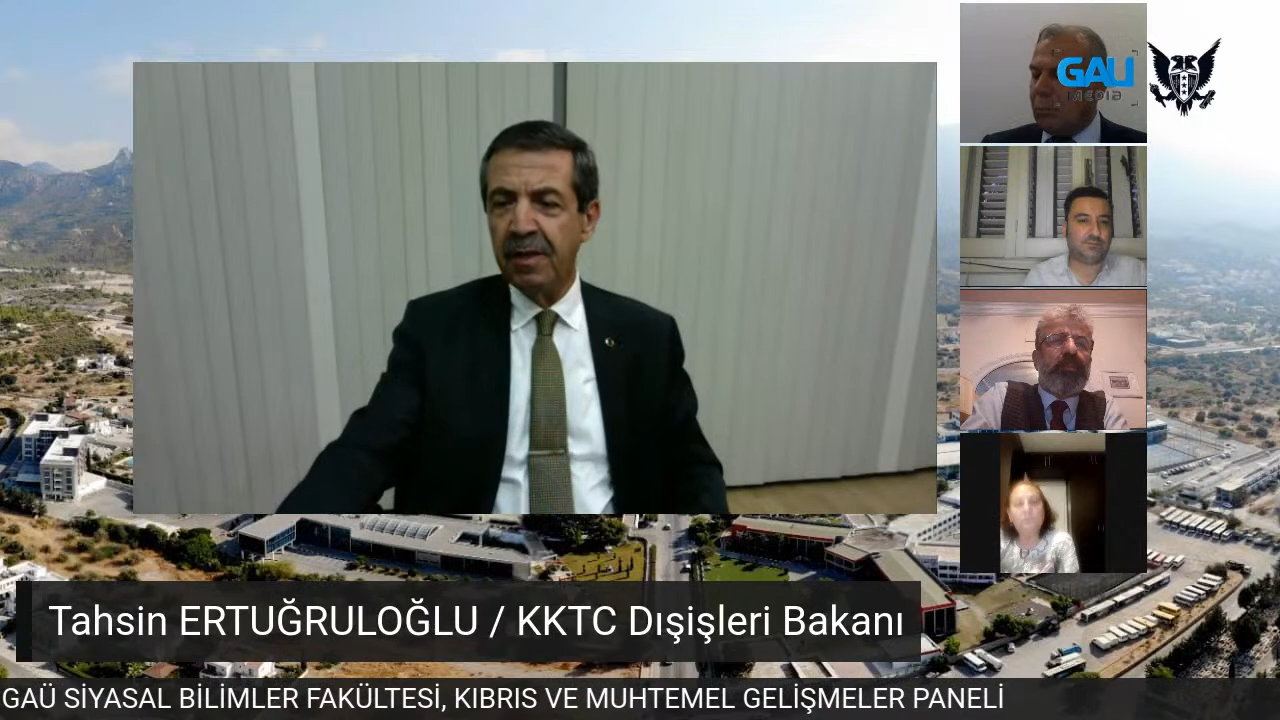 GAU
MEDIA
Tahsin ERTUĞRULOĞLU / KKTC Dışişleri Bakanı
GAÜ SİYASAL BİLİMLER FAKÜLTESİ, KIBRIS VE MUHTEMEL GELİŞMELER PANELİ